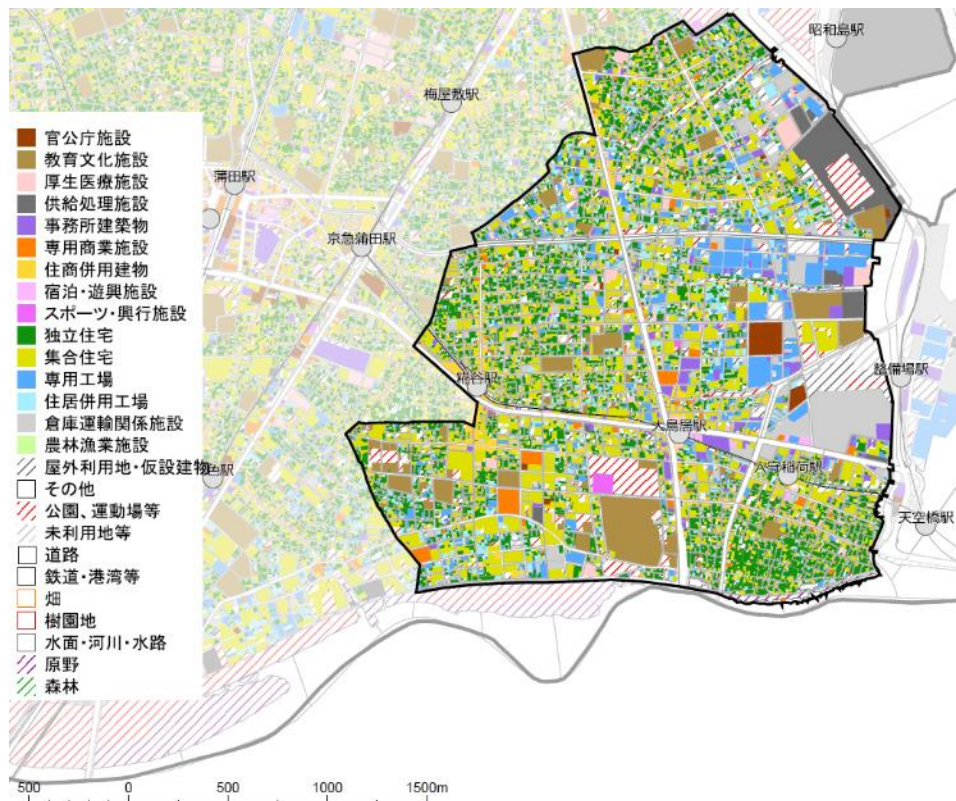 昭和島駅
梅屋敷駅
官公庁施設
教育文化施設
厚生医療施設
供給処理施設
事務所建築物
専用商業施設
住商併用建物
宿泊・遊興施設
スポーツ・興行施設
独立住宅
集合住宅
専用工場
住居併用工場
倉庫運輸関係施設
農林漁業施設
屋外利用地・仮設建物
その他
公園、運動場等
未利用地等
道路
鉄道・港湾等
畑
樹園地
水面・河川・水路
原野
森林
蒲田駅
京急蒲田駅
整備場駅
糀谷駅
大鳥居駅
穴守稲荷駅
色駅
天空橋駅
500 0 500 1000 1500m